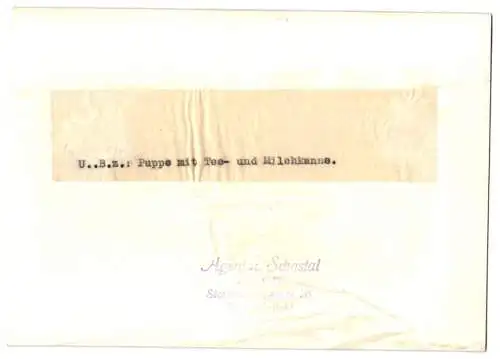 U..B.z.: Puppe mit Tee- und Milchkanne.
Agentur Schostal